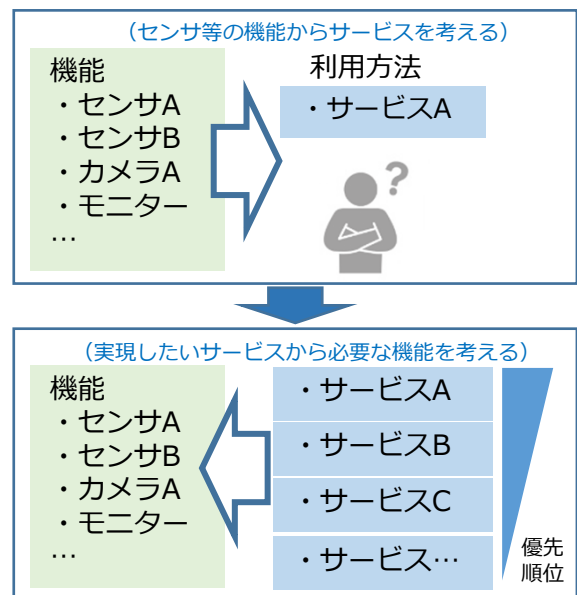 （センサ等の機能からサービスを考える）
機能
・センサA
・センサB
・カメラA
・モニター
…
利用方法
・サービスA
?
（実現したいサービスから必要な機能を考える）
機能
・センサA
・センサB
・カメラA
・モニター
…
・サービスA
・サービスB
・サービスC
・サービス…
優先
順位